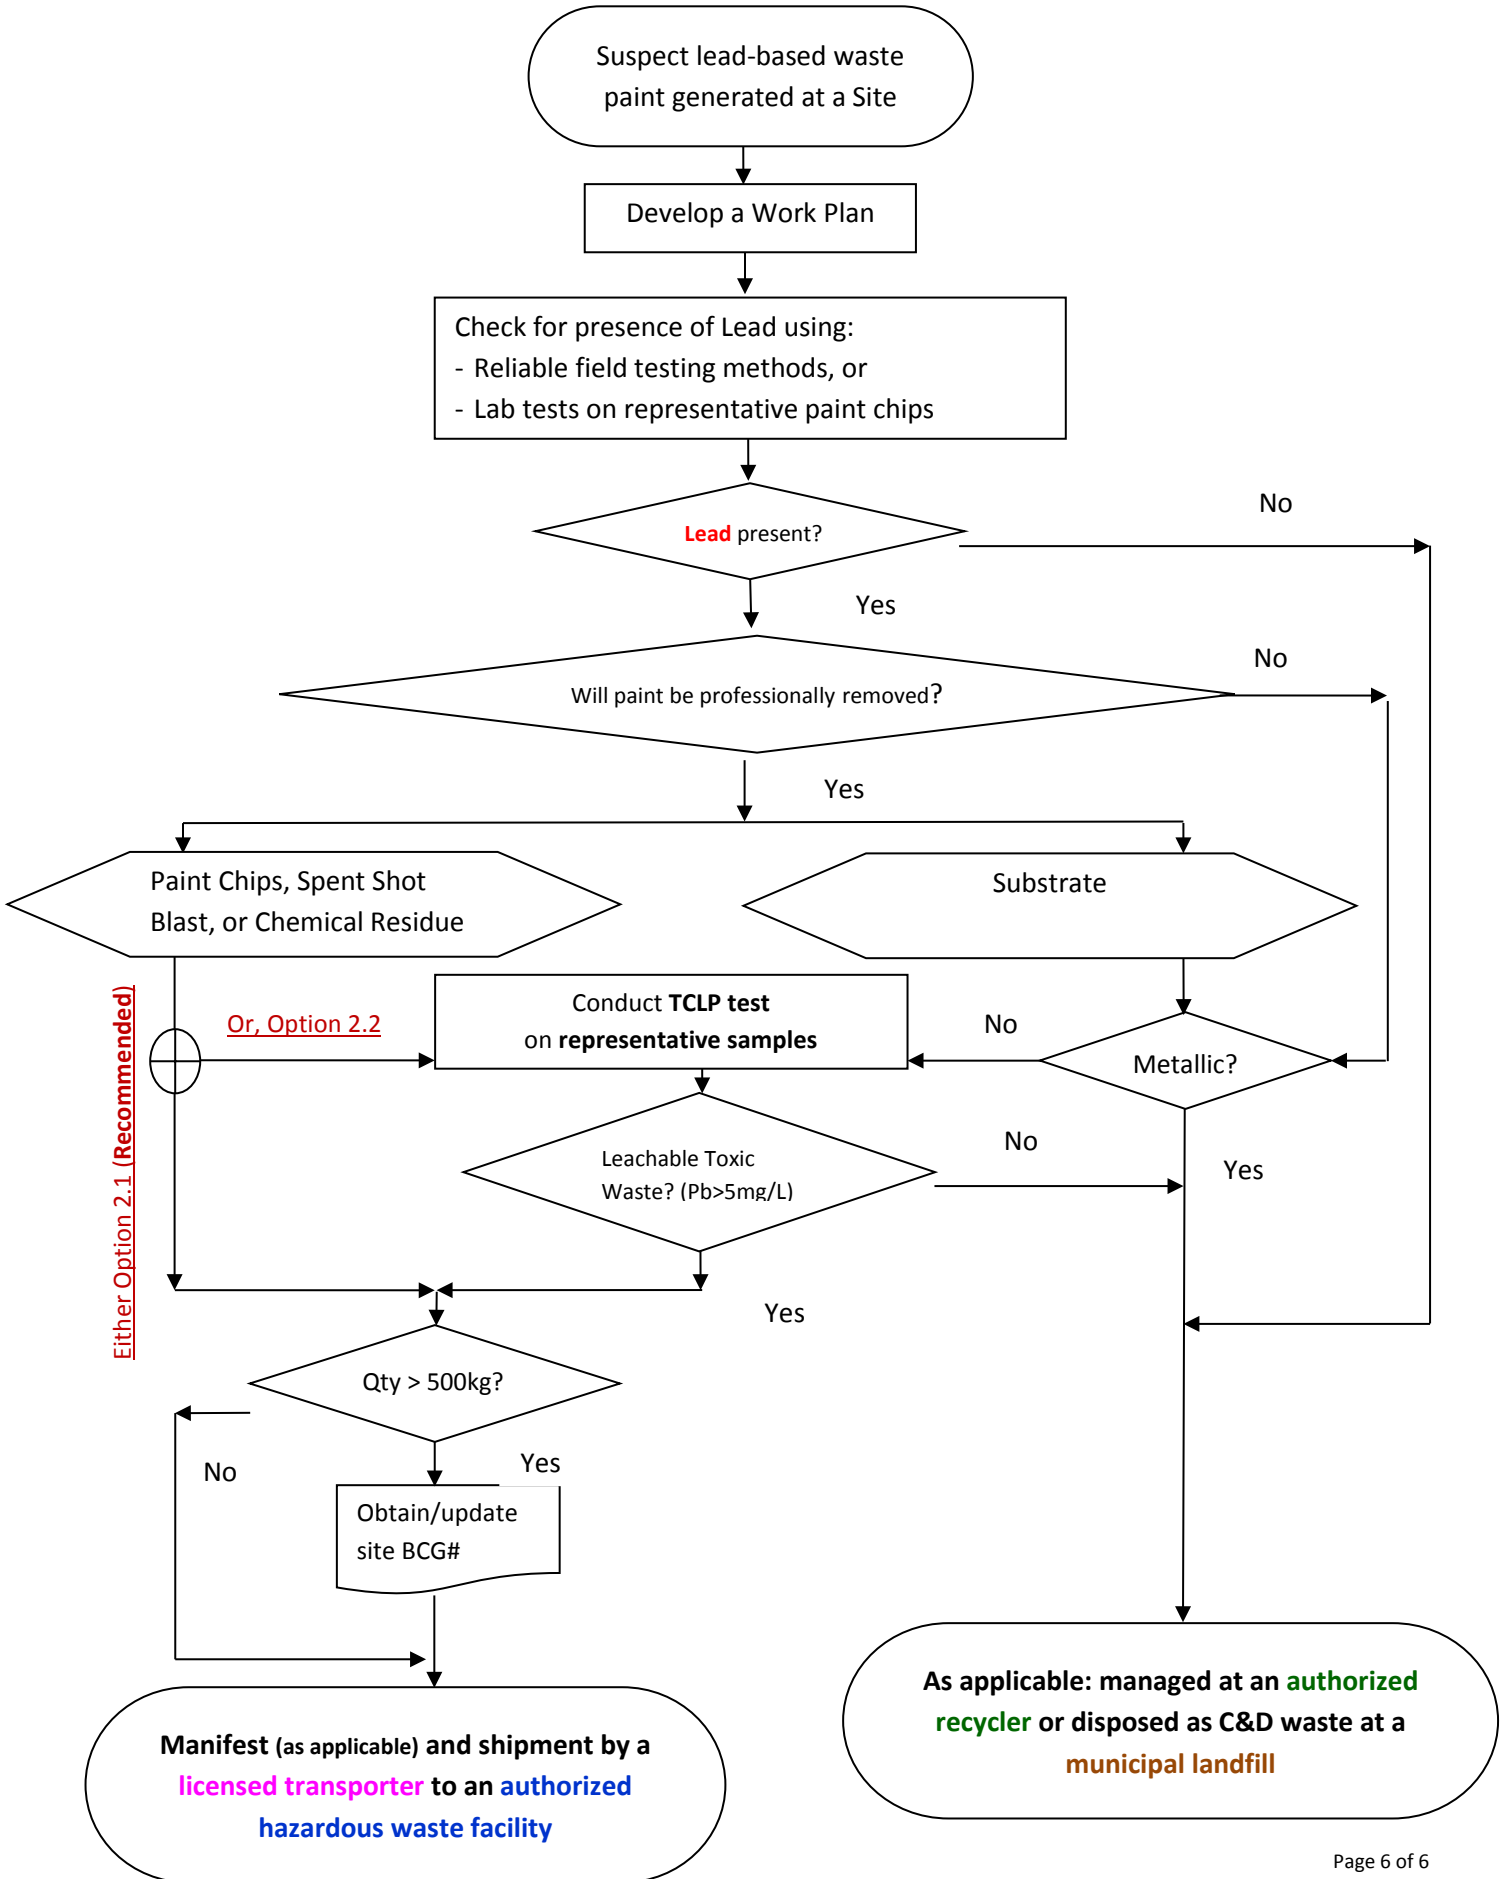 Suspect lead-based waste
paint generated at a Site
Develop a Work Plan
Check for presence of Lead using:
- Reliable field testing methods, or
- Lab tests on representative paint chips
No
Lead present?
Yes
No
Will paint be professionally removed?
Yes
Paint Chips, Spent Shot
Blast, or Chemical Residue
Substrate
Either Option 2.1 (Recommended)
Or, Option 2.2
Conduct TCLP test
on representative samples
No
Metallic?
No
Yes
Leachable Toxic
Waste? (Pb>5mg/L)
Yes
Qty > 500kg?
No
Yes
Obtain/update
site BCG#
As applicable: managed at an authorized
recycler or disposed as C&D waste at a
municipal landfill
Manifest (as applicable) and shipment by a
licensed transporter to an authorized
hazardous waste facility
Page 6 of 6